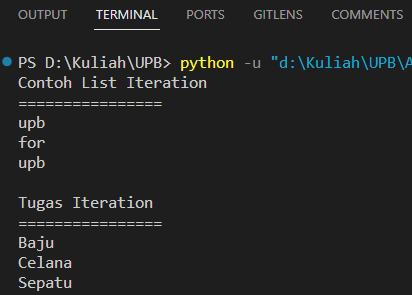 OUTPUT TERMINAL PORTS GITLENS COMMENTS
PS D:\Kuliah\UPB> python -u "d:\Kuliah\UPB\A
Contoh List Iteration
================
upb
for
upb
Tugas Iteration
================
Baju
Celana
Sepatu